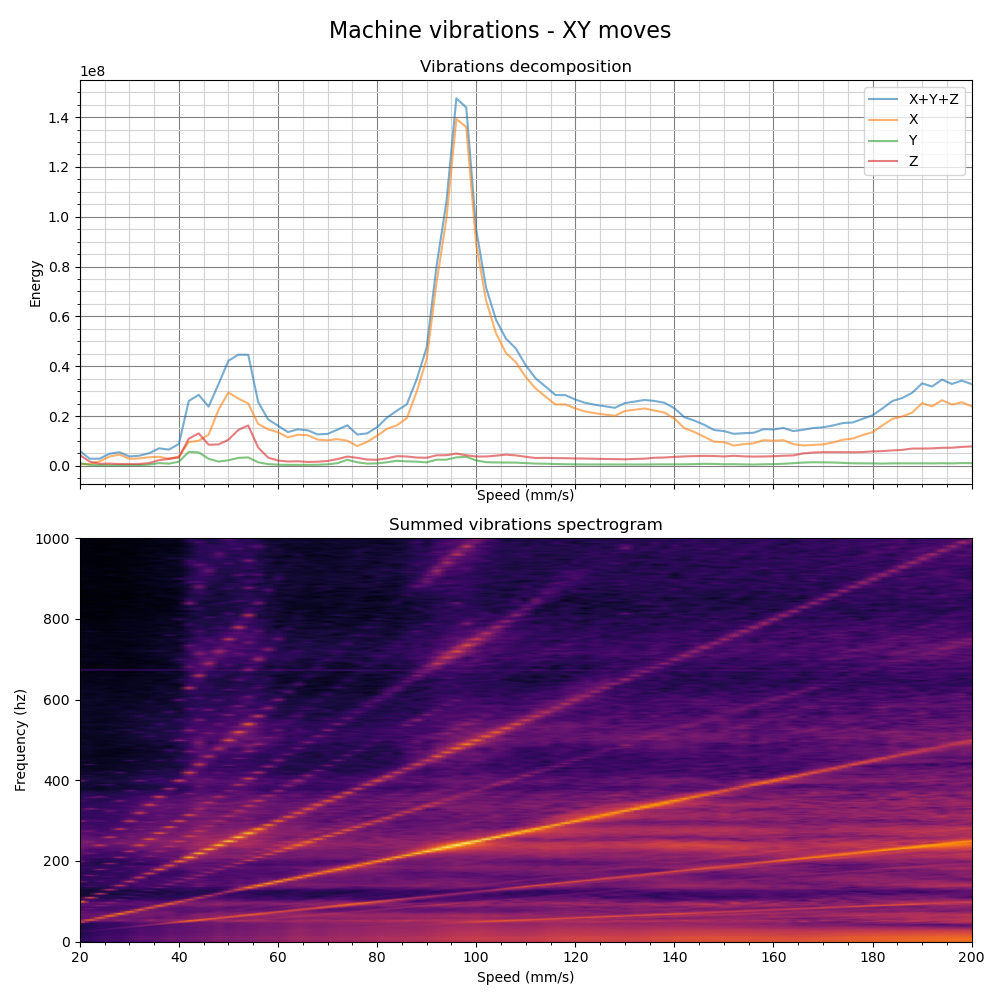 Machine vibrations - XY moves
Vibrations decomposition
1e8
X+Y+Z
X
Y
Z
1.4
1.2
1.0
0.8
0.6
0.4
0.2
0.0
Energy
Speed (mm/s)
Summed vibrations spectrogram
1000
800
600
400
200
0
Frequency (hz)
20 40 60 80 100 120 140 160 180 200
Speed (mm/s)